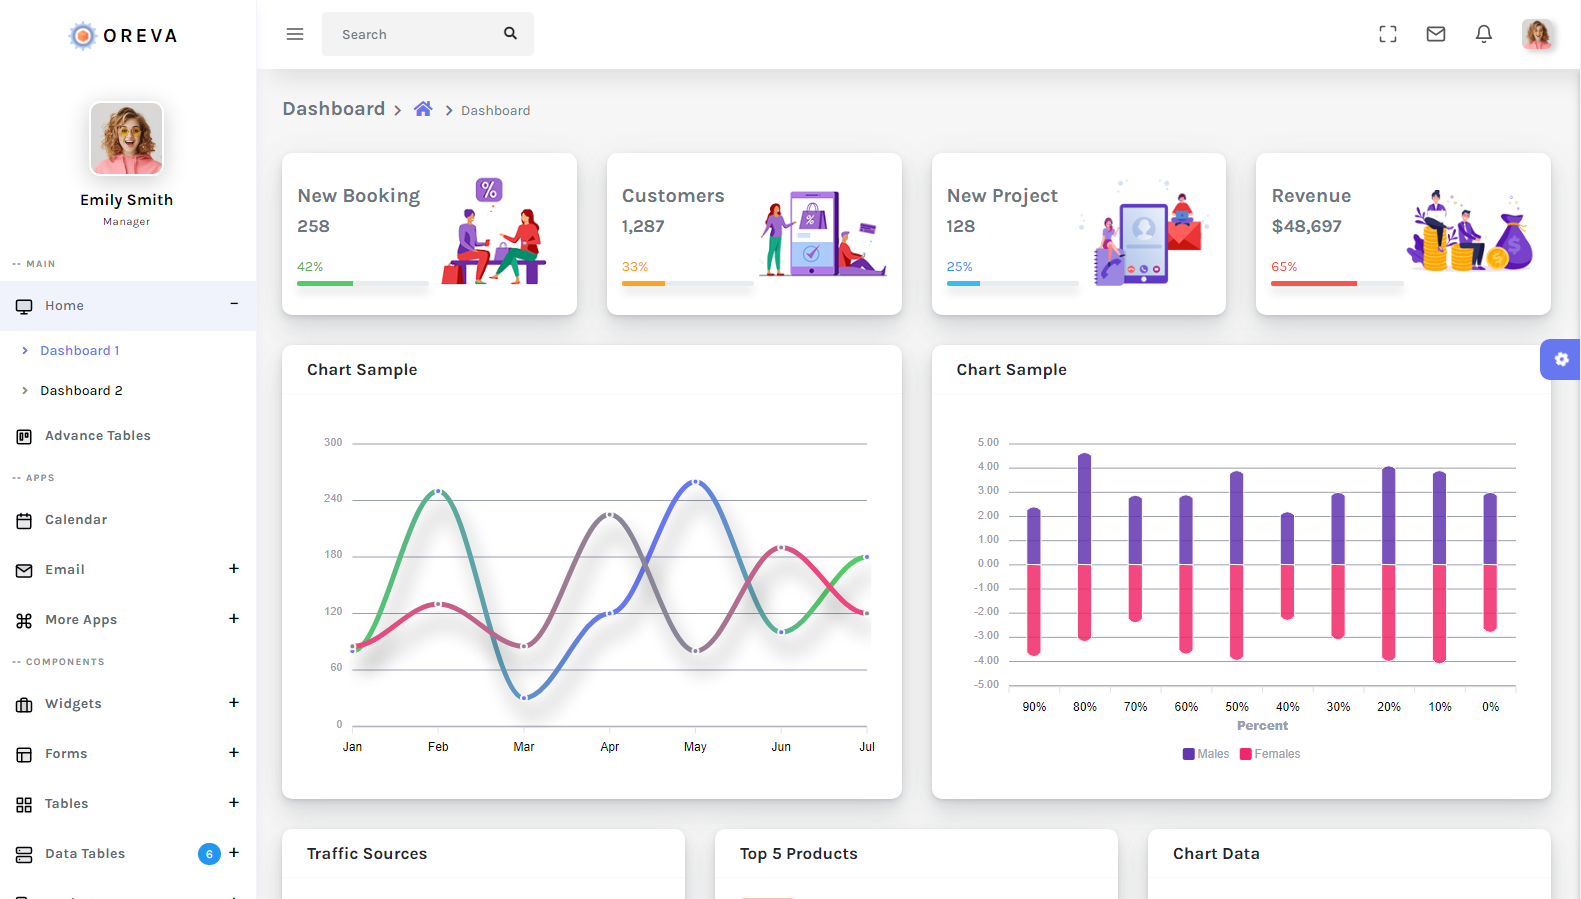 OREVA
Search
Emily Smith
Manager
-- MAIN
Home
Dashboard 1
Dashboard 2
Advance Tables
-- APPS
Calendar
Email
More Apps
-- COMPONENTS
Widgets
Forms
Tables
Data Tables 6
Dashboard
Dashboard
New Booking
258
42%
%
Customers
1,287
33%
%
New Project
128
25%
Revenue
$48,697
65%
$
$
Chart Sample
300
240
180
120
60
0
Jan Feb Mar Apr May Jun Jul
Chart Sample
5.00
4.00
3.00
2.00
1.00
0.00
-1.00
-2.00
-3.00
-4.00
-5.00
90% 80% 70% 60% 50% 40% 30% 20% 10% 0%
Percent
Males Females
Traffic Sources
Top 5 Products
Chart Data